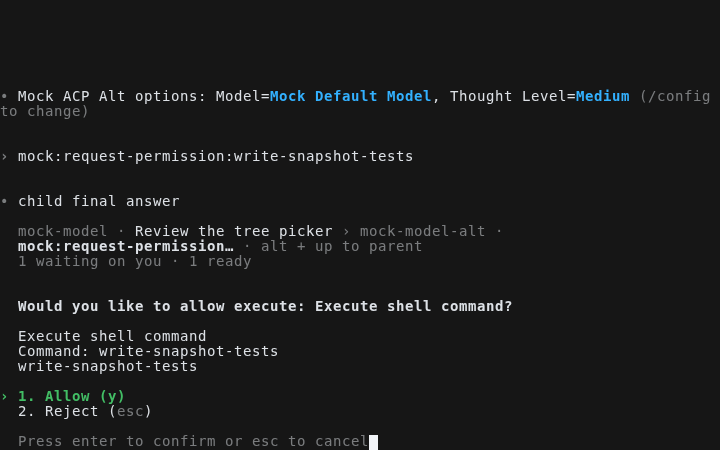 • Mock ACP Alt options: Model=Mock Default Model, Thought Level=Medium (/config
to change)
› mock:request-permission:write-snapshot-tests
• child final answer
mock-model · Review the tree picker › mock-model-alt ·
mock:request-permission… · alt + up to parent
1 waiting on you · 1 ready
Would you like to allow execute: Execute shell command?
Execute shell command
Command: write-snapshot-tests
write-snapshot-tests
› 1. Allow (y)
2. Reject (esc)
Press enter to confirm or esc to cancel